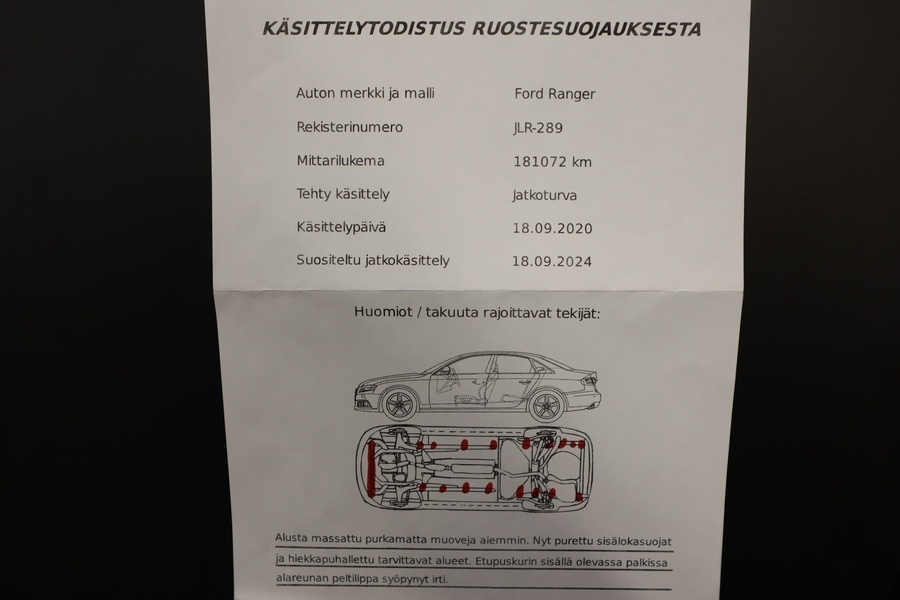 KÄSITTELYTODISTUS RUOSTESUOJAUKSESTA
Auton merkki ja malli Ford Ranger
Rekisterinumero JLR-289
Mittarilukema 181072 km
Tehty käsittely Jatkoturva
Käsittelypäivä 18.09.2020
Suositeltu jatkokäsittely 18.09.2024
Huomiot / takuuta rajoittavat tekijät:
Alusta massattu purkamatta muoveja aiemmin. Nyt purettu sisälokasuojat
ja hiekkapuhallettu tarvittavat alueet. Etupuskurin sisällä olevassa palkissa
alareunan peltilippa syöpynyt irti.